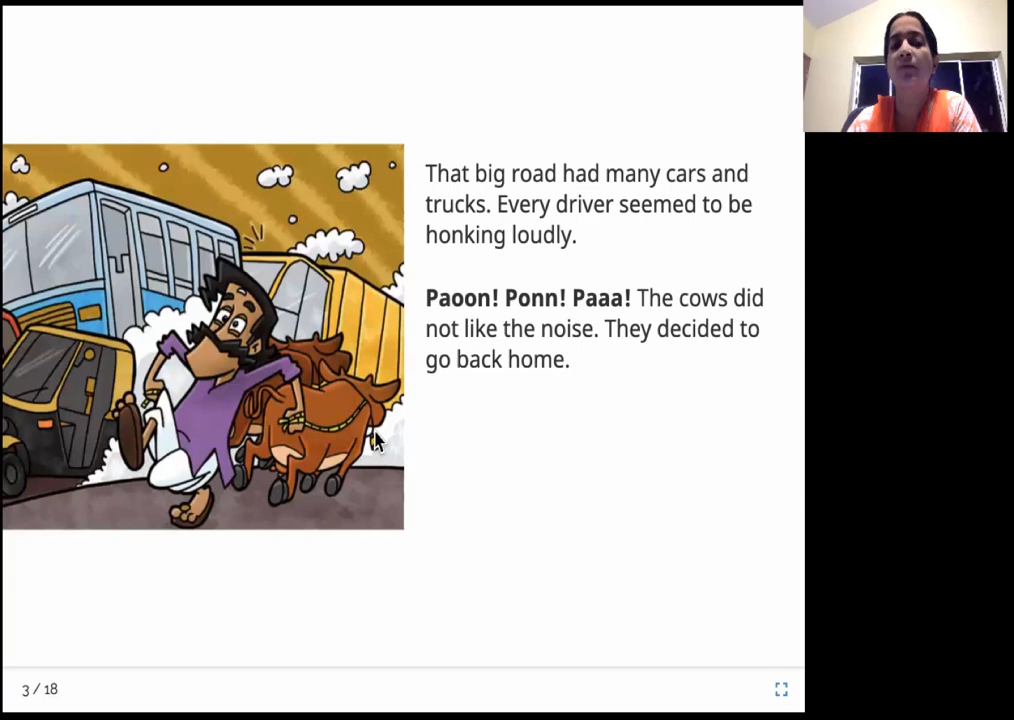 That big road had many cars and
trucks. Every driver seemed to be
honking loudly.
Paoon! Ponn! Paaa! The cows did
not like the noise. They decided to
go back home.
3 / 18